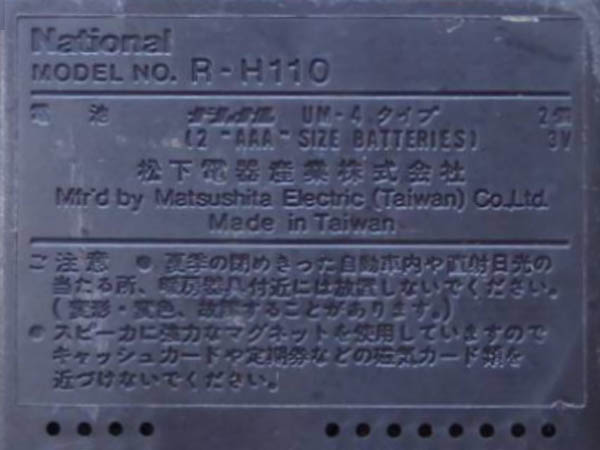 National
MODEL NO. R-H110
電池 ナショナル UM-4 タイプ 2個
(2 "AAA" SIZE BATTERIES) 3V
松下電器産業株式会社
Mfr'd by Matsushita Electric (Taiwan) Co.,Ltd.
Made in Taiwan
ご注意 ● 夏季の閉めきった自動車内や直射日光の
当たる所、暖房器具付近には放置しないでください。
(変形・変色、故障することがあります。)
● スピーカに強力なマグネットを使用していますので
キャッシュカードや定期券などの磁気カード類を
近づけないでください。